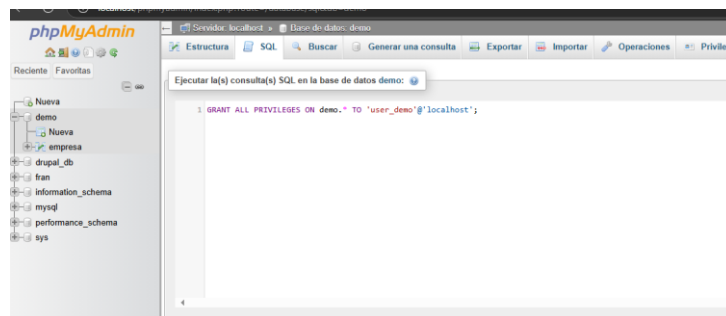 phpMyAdmin
Reciente Favoritas
Nueva
demo
Nueva
empresa
drupal_db
fran
information_schema
mysql
performance_schema
sys
Servidor: localhost » Base de datos: demo
Estructura SQL Buscar Generar una consulta Exportar Importar Operaciones
Ejecutar la(s) consulta(s) SQL en la base de datos demo:
1 GRANT ALL PRIVILEGES ON demo.* TO 'user_demo'@'localhost';